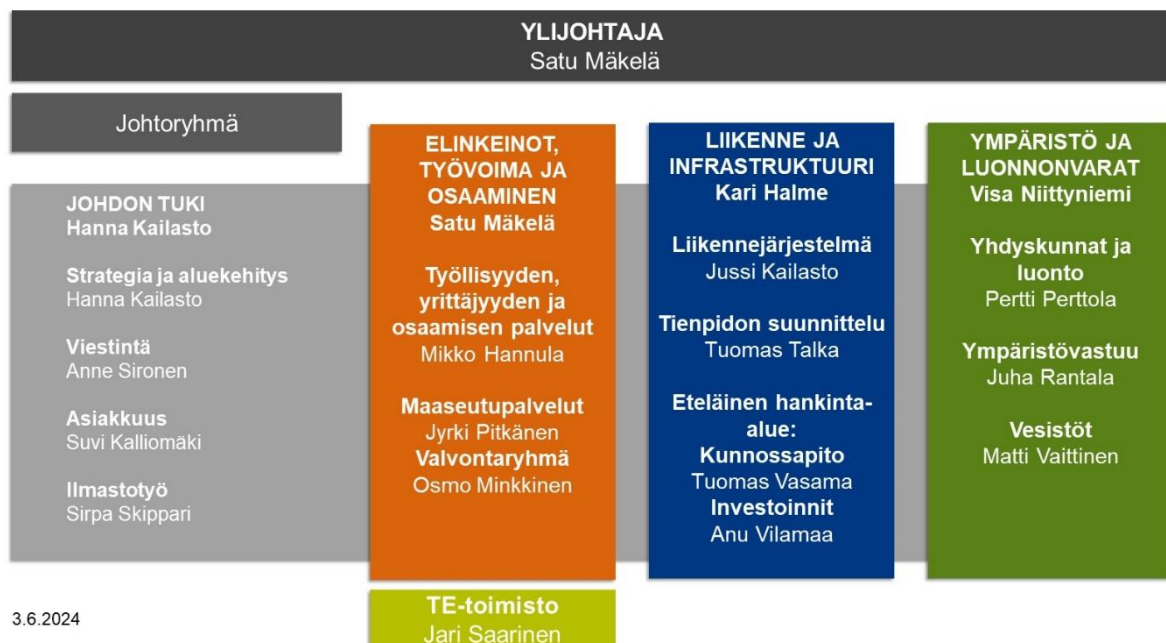 YLIJOHTAJA
Satu Mäkelä
Johtoryhmä
JOHDON TUKI
Hanna Kailasto
Strategia ja aluekehitys
Hanna Kailasto
Viestintä
Anne Sironen
Asiakkuus
Suvi Kalliomäki
Ilmastotyö
Sirpa Skippari
ELINKEINOT,
TYÖVOIMA JA
OSAAMINEN
Satu Mäkelä
Työllisyyden,
yrittäjyyden ja
osaamisen palvelut
Mikko Hannula
Maaseutupalvelut
Jyrki Pitkänen
Valvontaryhmä
Osmo Minkkinen
TE-toimisto
Jari Saarinen
LIIKENNE JA
INFRASTRUKTUURI
Kari Halme
Liikennejärjestelmä
Jussi Kailasto
Tienpidon suunnittelu
Tuomas Talka
Eteläinen hankinta-
alue:
Kunnossapito
Tuomas Vasama
Investoinnit
Anu Vilamaa
YMPÄRISTÖ JA
LUONNONVARAT
Visa Niittyniemi
Yhdyskunnat ja
luonto
Pertti Perttola
Ympäristövastuu
Juha Rantala
Vesistöt
Matti Vaittinen
3.6.2024